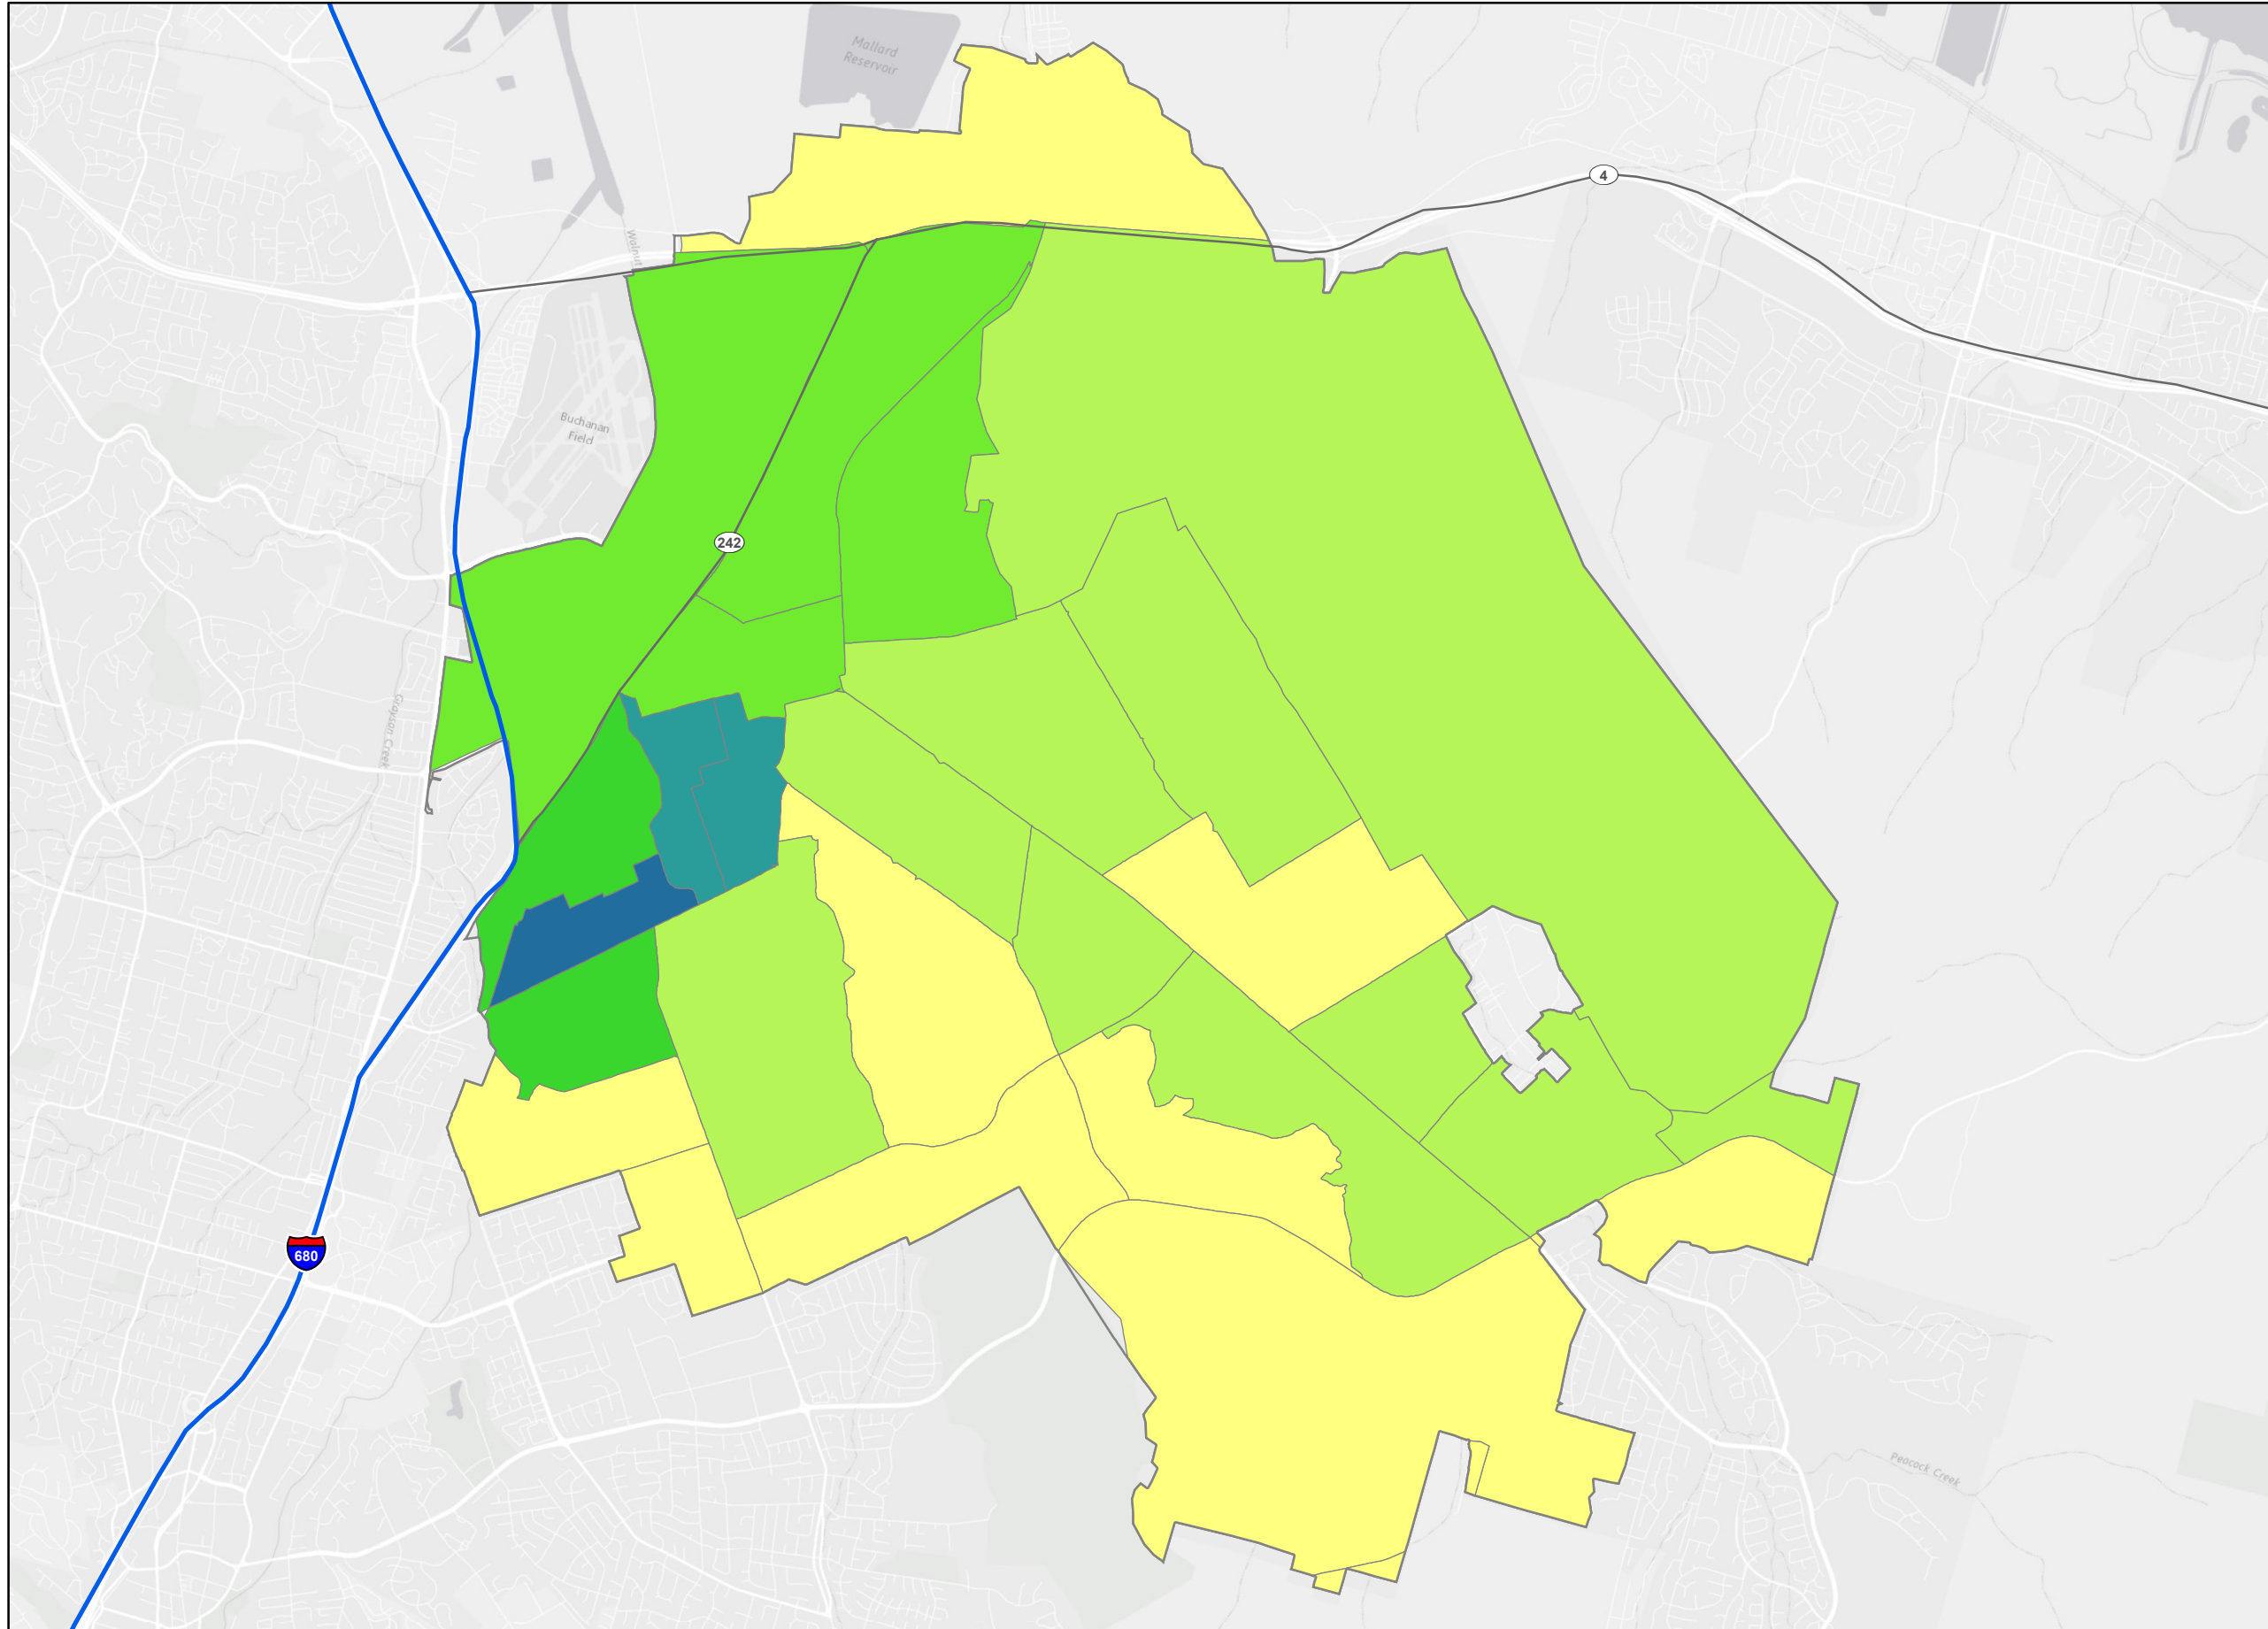 Mallard
Reservoir
4
Walnut
Buchanan
Field
242
Grayson Creek
680
Peacock Creek